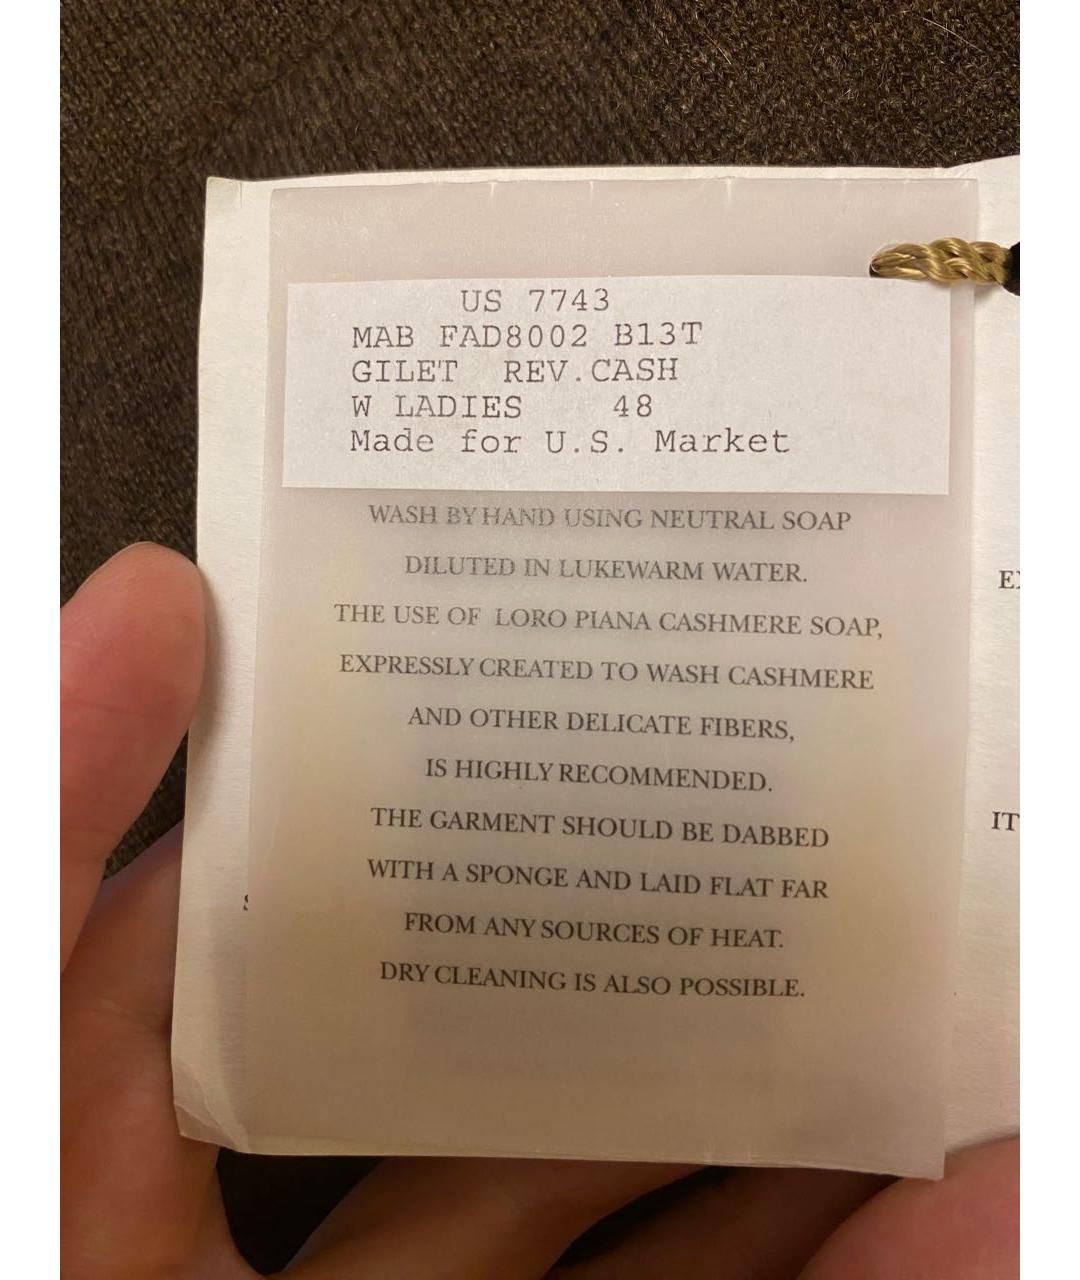 US 7743
MAB FAD8002 B13T
GILET REV.CASH
W LADIES 48
Made for U.S. Market
WASH BY HAND USING NEUTRAL SOAP
DILUTED IN LUKEWARM WATER.
THE USE OF LORO PIANA CASHMERE SOAP,
EXPRESSLY CREATED TO WASH CASHMERE
AND OTHER DELICATE FIBERS,
IS HIGHLY RECOMMENDED.
THE GARMENT SHOULD BE DABBED
WITH A SPONGE AND LAID FLAT FAR
FROM ANY SOURCES OF HEAT.
DRY CLEANING IS ALSO POSSIBLE.
IT